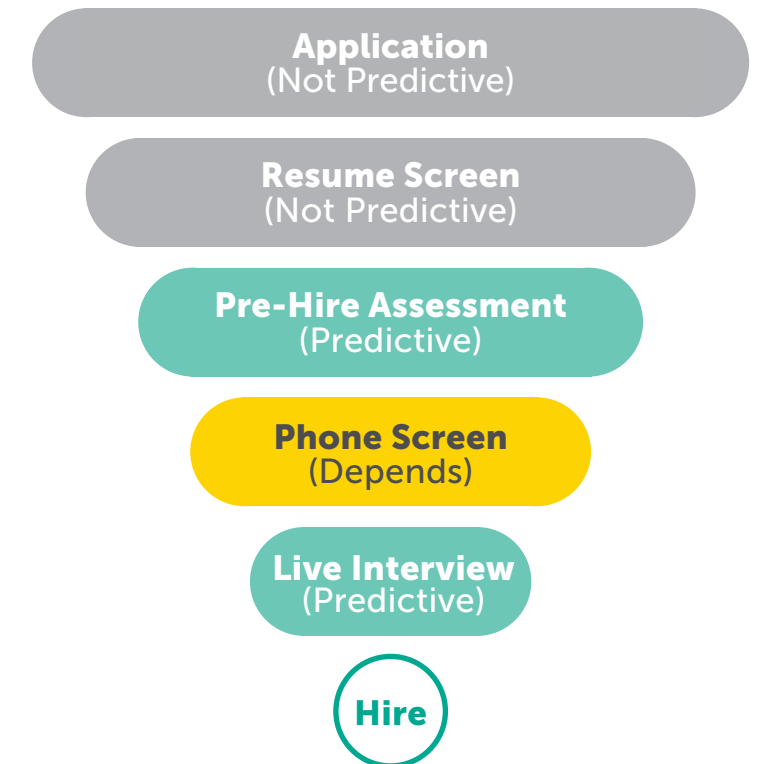 Application
(Not Predictive)
Resume Screen
(Not Predictive)
Pre-Hire Assessment
(Predictive)
Phone Screen
(Depends)
Live Interview
(Predictive)
Hire